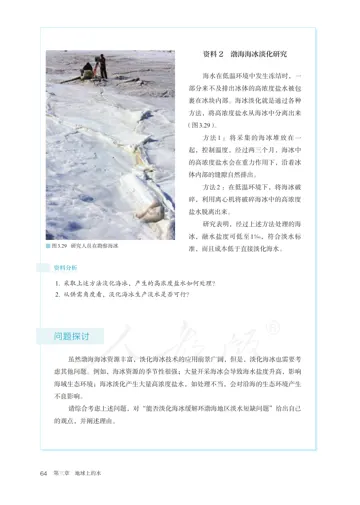 资料 2 渤海海冰淡化研究
海水在低温环境中发生冻结时,一
部分来不及排出冰体的高浓度盐水被包
裹在冰块内部。海冰淡化就是通过各种
方法,将高浓度盐水从海冰中分离出来
(图3.29)。
方法 1:将采集的海冰堆放在一
起,控制温度,经过两三个月,海冰中
的高浓度盐水会在重力作用下,沿着冰
体内部的缝隙自然排出。
方法 2:在低温环境下,将海冰破
碎,利用离心机将破碎海冰中的高浓度
盐水脱离出来。
研究表明,经过上述方法处理的海
冰,融水盐度可低至1‰,符合淡水标
准,而且成本低于直接淡化海水。
图3.29 研究人员在勘察海冰
资料分析
1. 采取上述方法淡化海冰,产生的高浓度盐水如何处理?
2. 从供需角度看,淡化海冰生产淡水是否可行?
问题探讨
虽然渤海海冰资源丰富,淡化海冰技术的应用前景广阔,但是,淡化海冰也需要考
虑其他问题。例如,海冰资源的季节性很强;大量开采海冰会导致海水盐度升高,影响
海域生态环境;海冰淡化产生大量高浓度盐水,如处理不当,会对沿海的生态环境产生
不良影响。
请综合考虑上述问题,对“能否淡化海冰缓解环渤海地区淡水短缺问题”给出自己
的观点,并阐述理由。
64 第三章 地球上的水